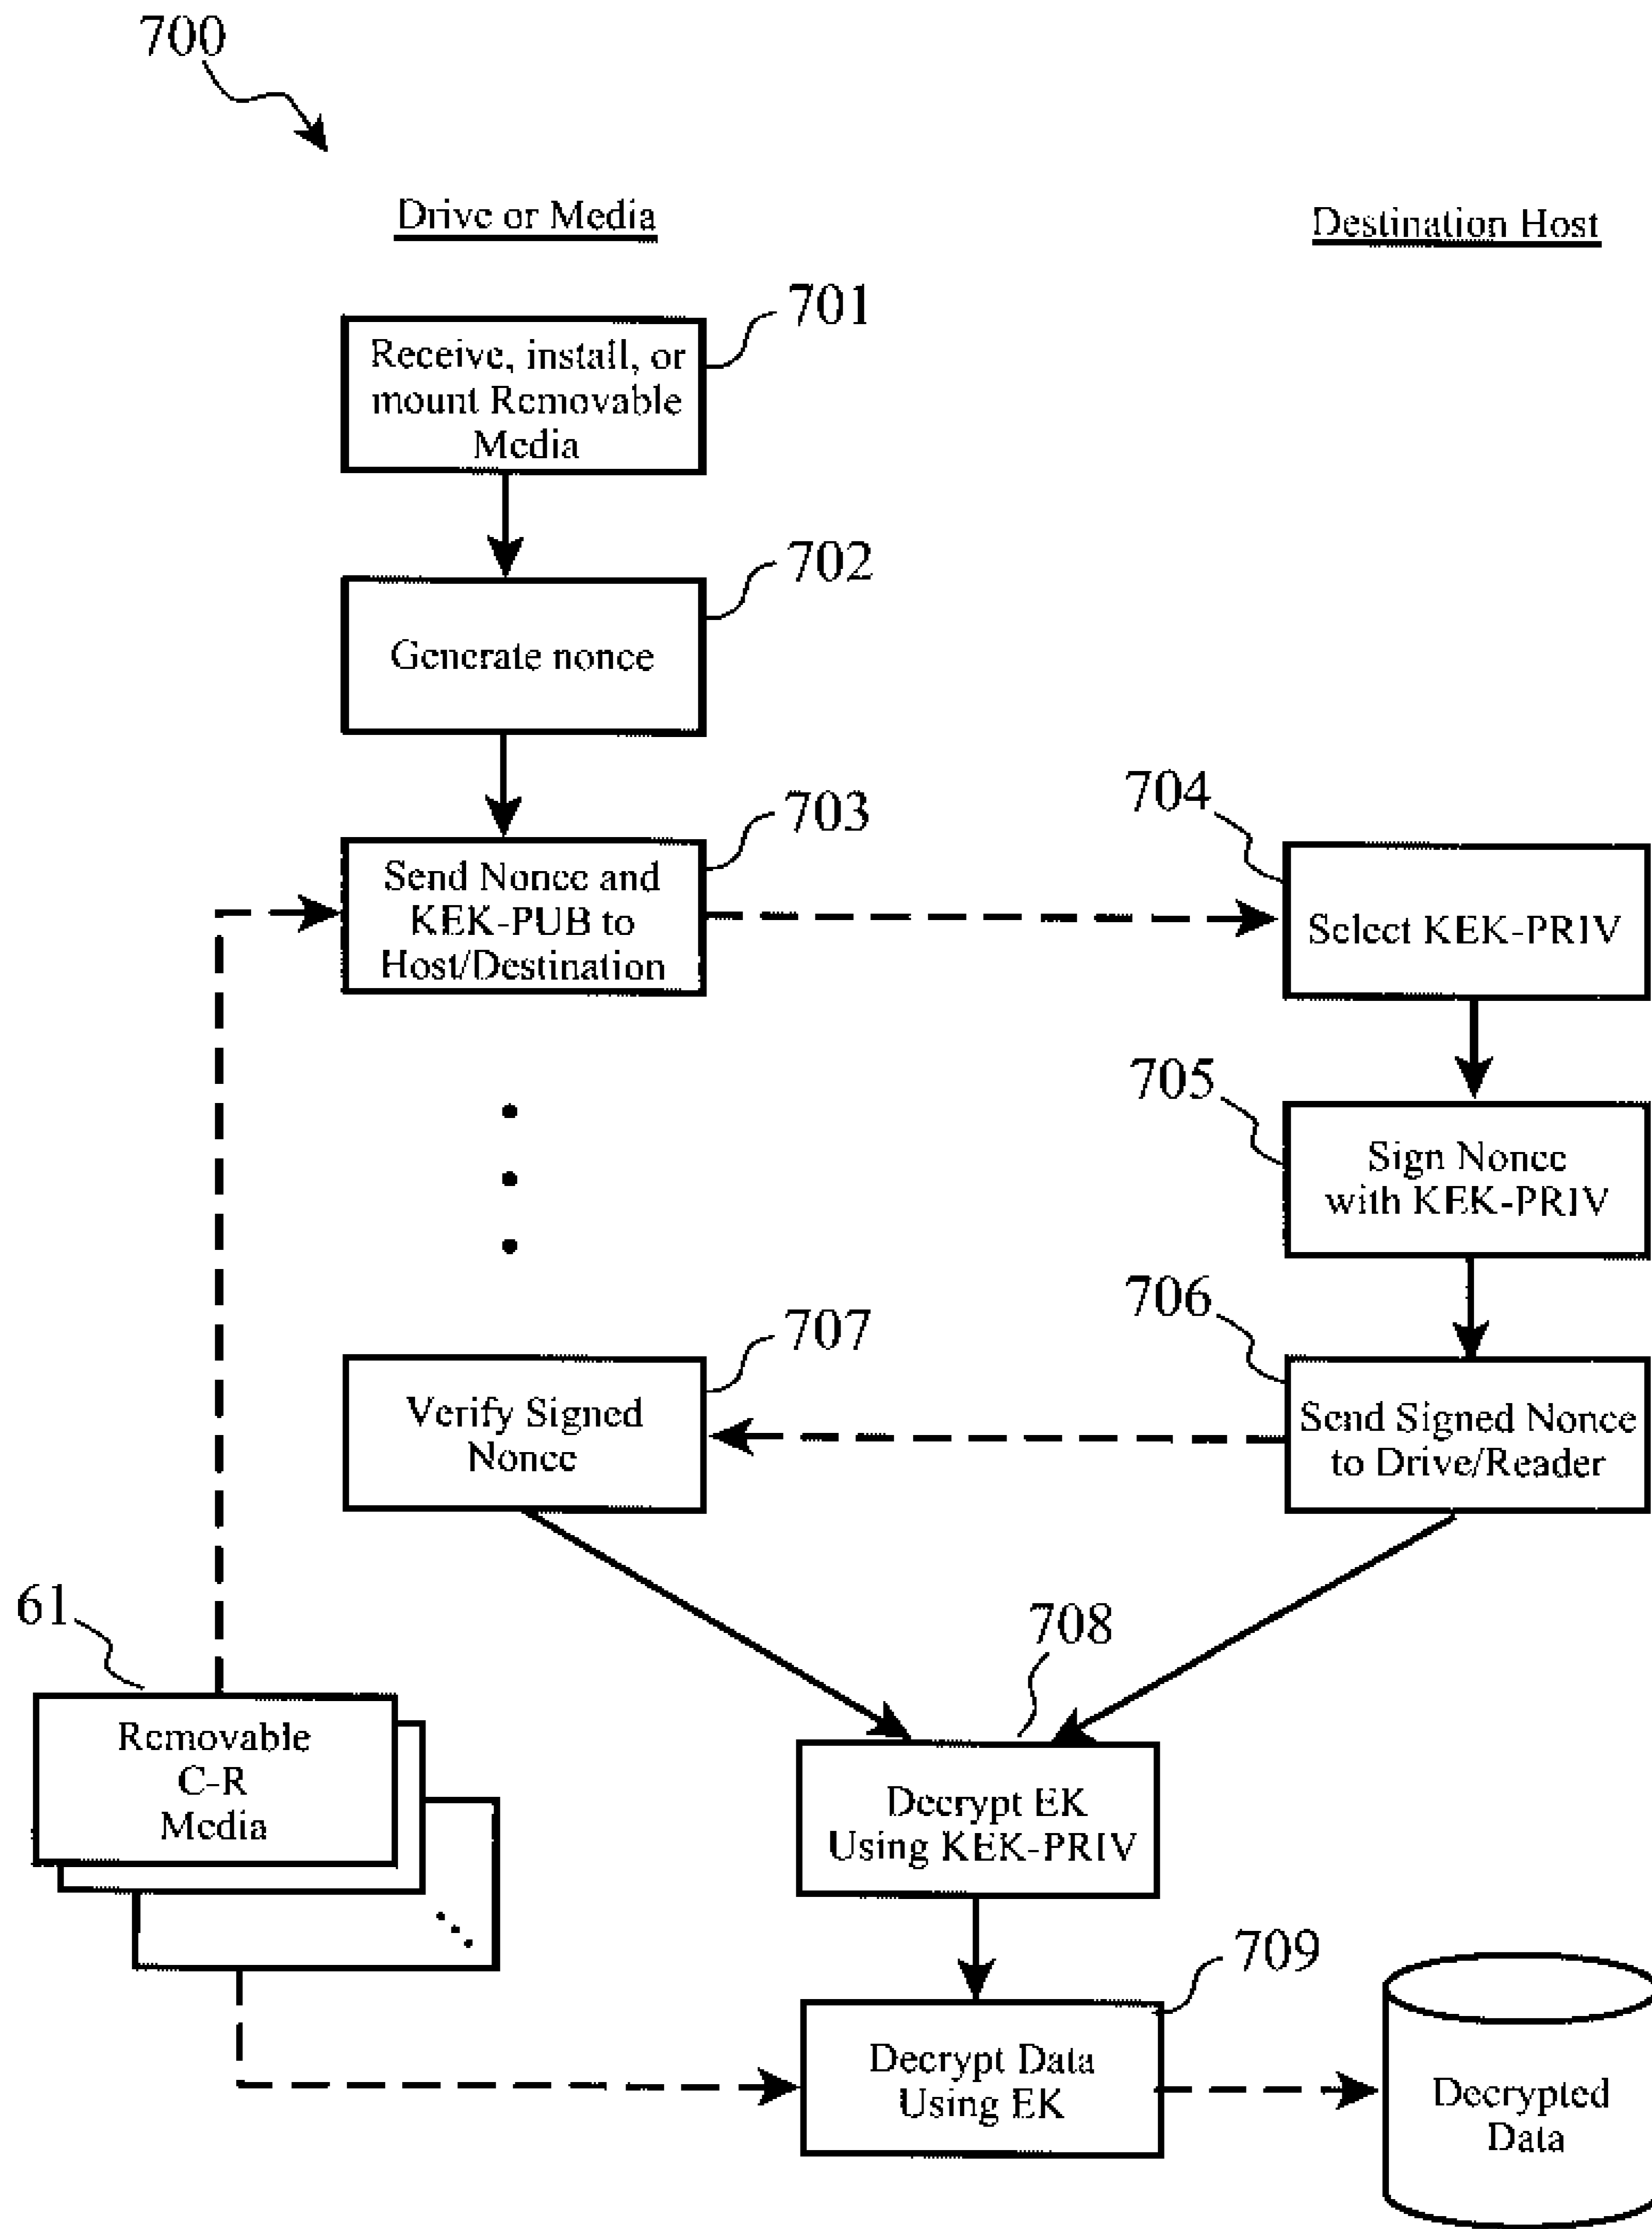 700
Drive or Media
Destination Host
701
Receive, install, or
mount Removable
Media
702
Generate nonce
703
Send Nonce and
KEK-PUB to
Host/Destination
704
Select KEK-PRIV
705
Sign Nonce
with KEK-PRIV
706
Send Signed Nonce
to Drive/Reader
707
Verify Signed
Nonce
61
Removable
C-R
Media
708
Decrypt EK
Using KEK-PRIV
709
Decrypt Data
Using EK
Decrypted
Data